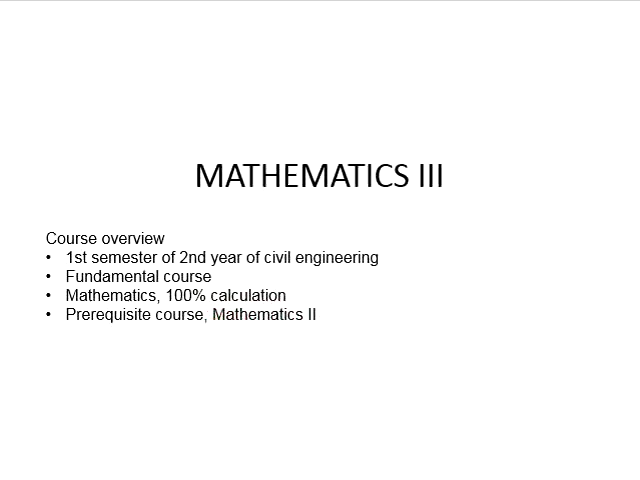 MATHEMATICS III
Course overview
• 1st semester of 2nd year of civil engineering
• Fundamental course
• Mathematics, 100% calculation
• Prerequisite course, Mathematics II